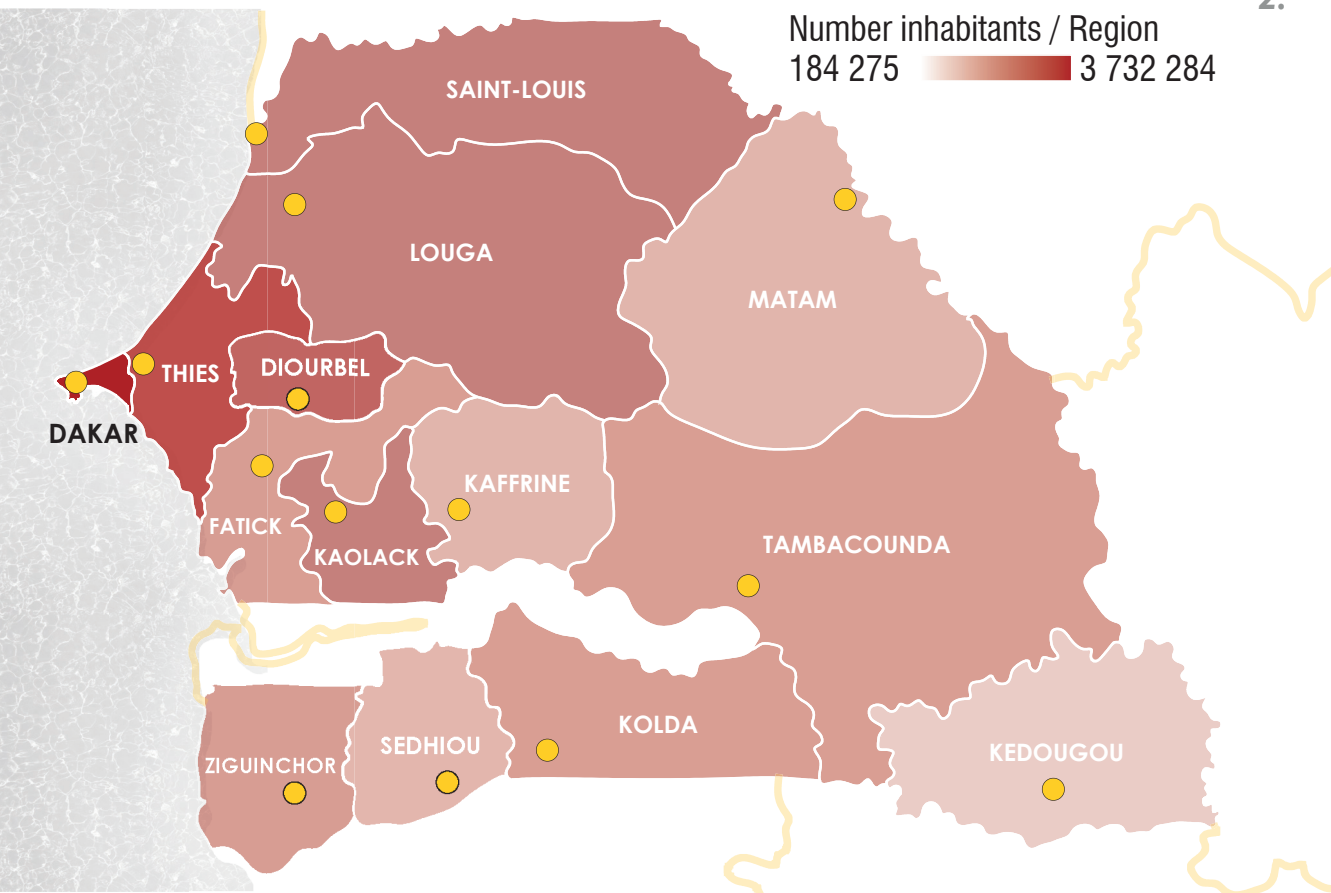 2.
Number inhabitants / Region
184 275 3 732 284
SAINT-LOUIS
LOUGA
MATAM
THIES
DIOURBEL
DAKAR
KAFFRINE
FATICK
KAOLACK
TAMBACOUNDA
KOLDA
SEDHIOU
ZIGUINCHOR
KEDOUGOU